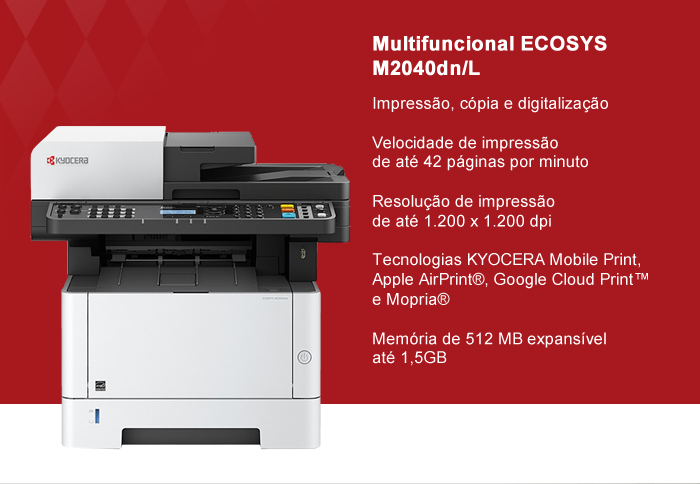 Multifuncional ECOSYS
M2040dn/L
Impressão, cópia e digitalização
Velocidade de impressão
de até 42 páginas por minuto
Resolução de impressão
de até 1.200 x 1.200 dpi
Tecnologias KYOCERA Mobile Print,
Apple AirPrint®, Google Cloud Print™
e Mopria®
Memória de 512 MB expansível
até 1,5GB
KYOCERA